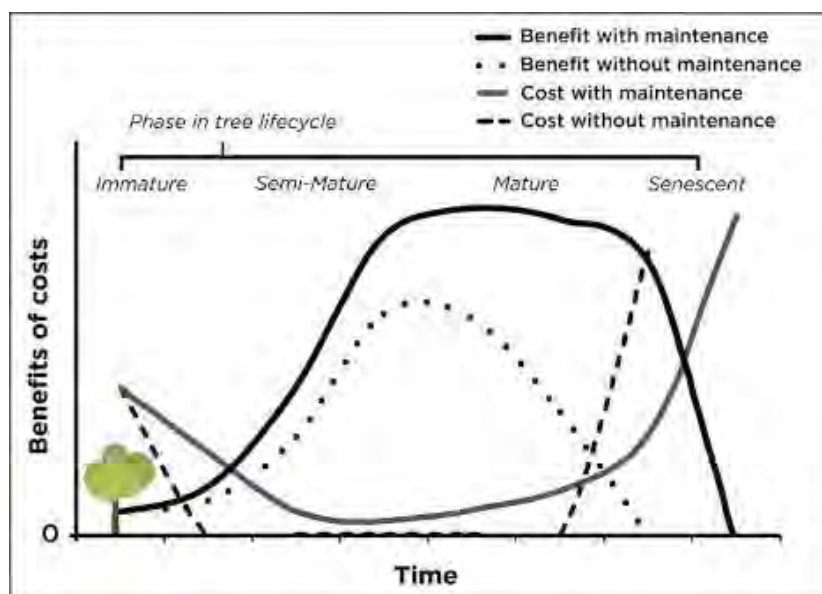 Benefit with maintenance
Benefit without maintenance
Cost with maintenance
Cost without maintenance
Phase in tree lifecycle
Immature
Semi-Mature
Mature
Senescent
Benefits of costs
0
Time